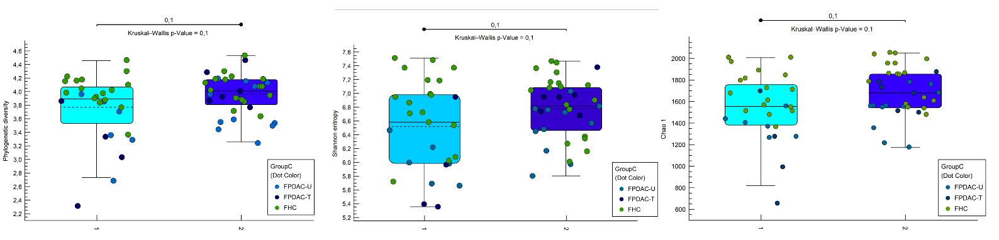 0,1
Kruskal–Wallis p-Value = 0,1
Phylogenetic diversity
4,6
4,4
4,2
4,0
3,8
3,6
3,4
3,2
3,0
2,8
2,6
2,4
2,2
1
2
GroupC
(Dot Color)
FPDAC-U
FPDAC-T
FHC
0,1
Kruskal–Wallis p-Value = 0,1
Shannon entropy
7,6
7,4
7,2
7,0
6,8
6,6
6,4
6,2
6,0
5,8
5,6
5,4
5,2
1
2
GroupC
(Dot Color)
FPDAC-U
FPDAC-T
FHC
0,1
Kruskal–Wallis p-Value = 0,1
Chao 1
2000
1800
1600
1400
1200
1000
800
600
1
2
GroupC
(Dot Color)
FPDAC-U
FPDAC-T
FHC